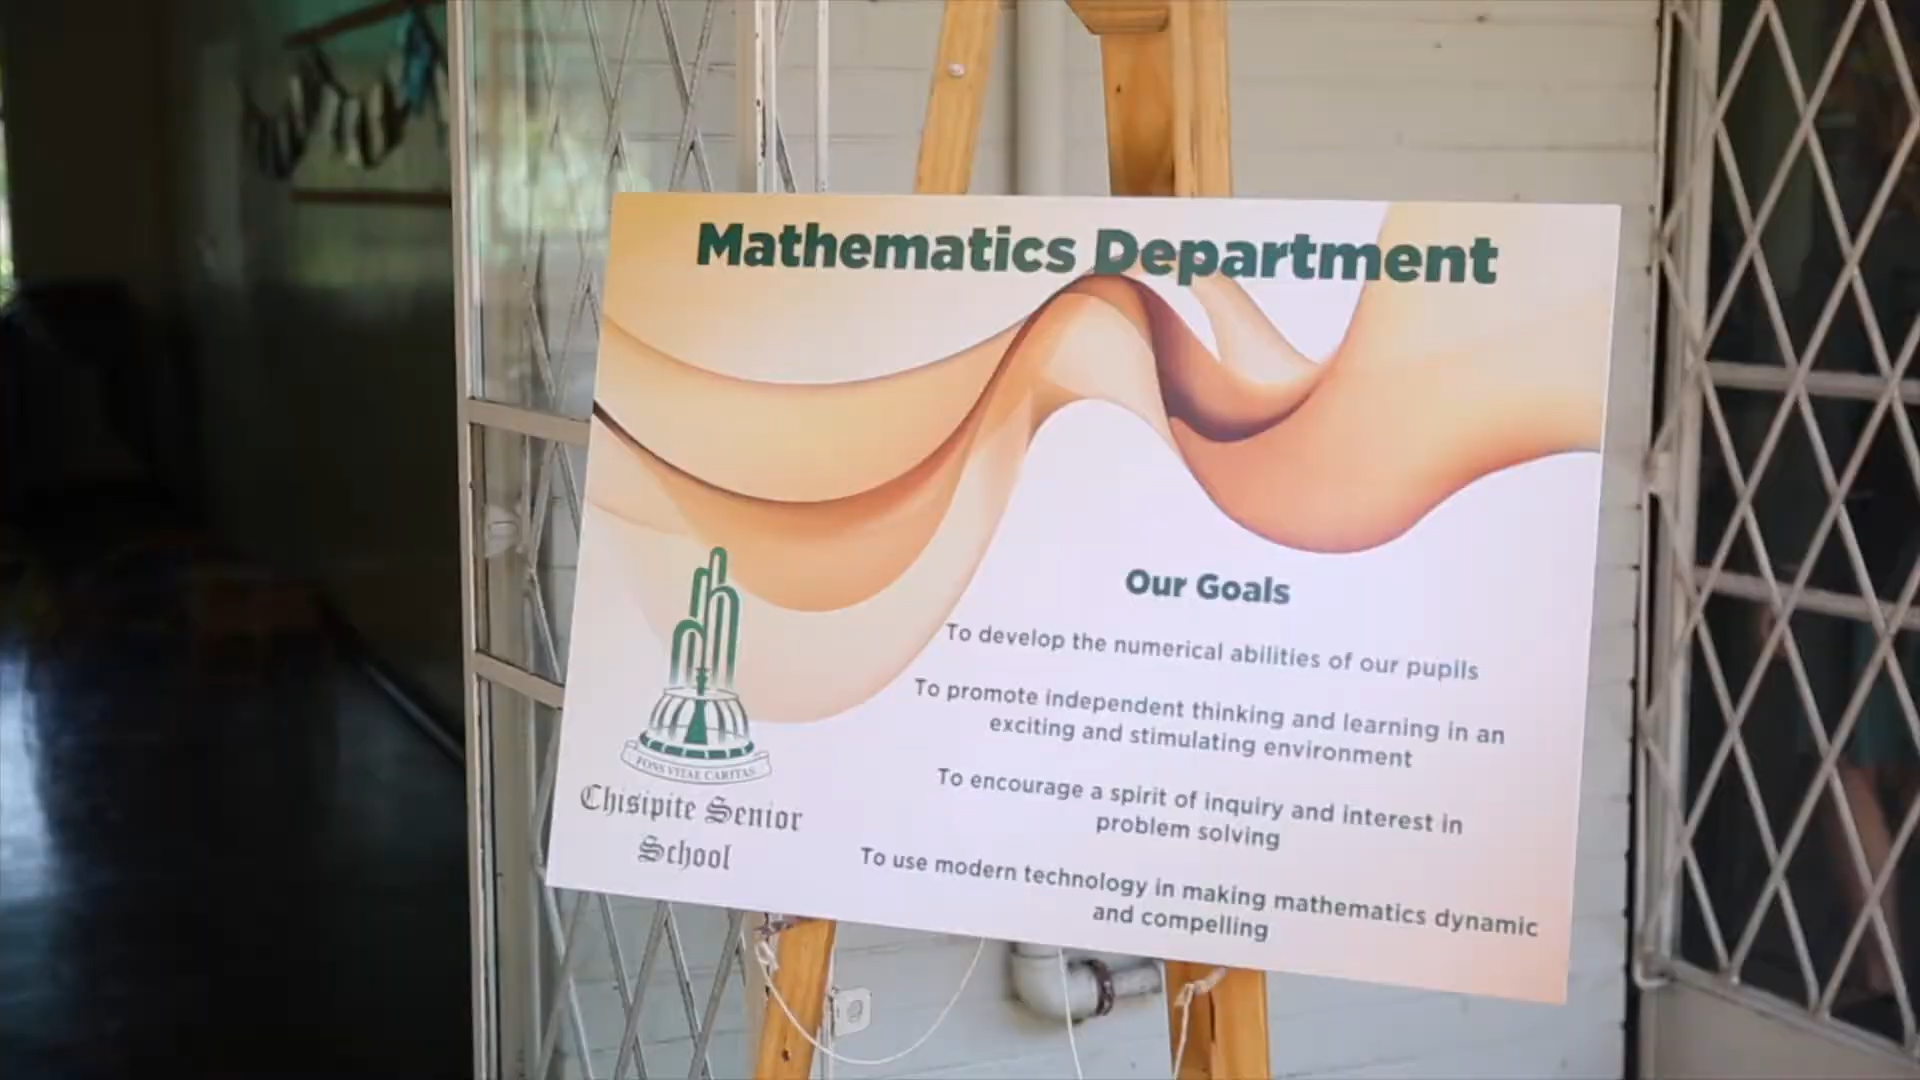 Mathematics Department
Our Goals
To develop the numerical abilities of our pupils
To promote independent thinking and learning in an
exciting and stimulating environment
To encourage a spirit of inquiry and interest in
problem solving
To use modern technology in making mathematics dynamic
and compelling
FONS VITAE CARITAS
Chisipite Senior
School